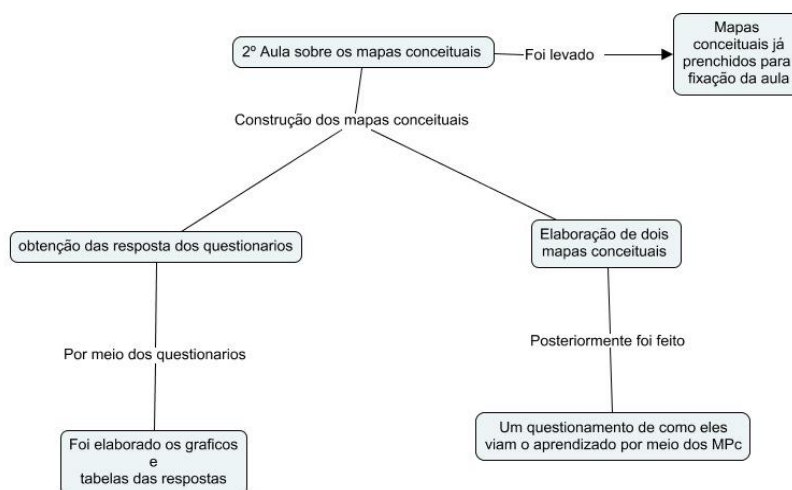 2º Aula sobre os mapas conceituais
Foi levado
Mapas
conceituais já
prenchidos para
fixação da aula
Construção dos mapas conceituais
obtenção das resposta dos questionarios
Elaboração de dois
mapas conceituais
Por meio dos questionarios
Posteriormente foi feito
Foi elaborado os graficos
e
tabelas das respostas
Um questionamento de como eles
viam o aprendizado por meio dos MPc